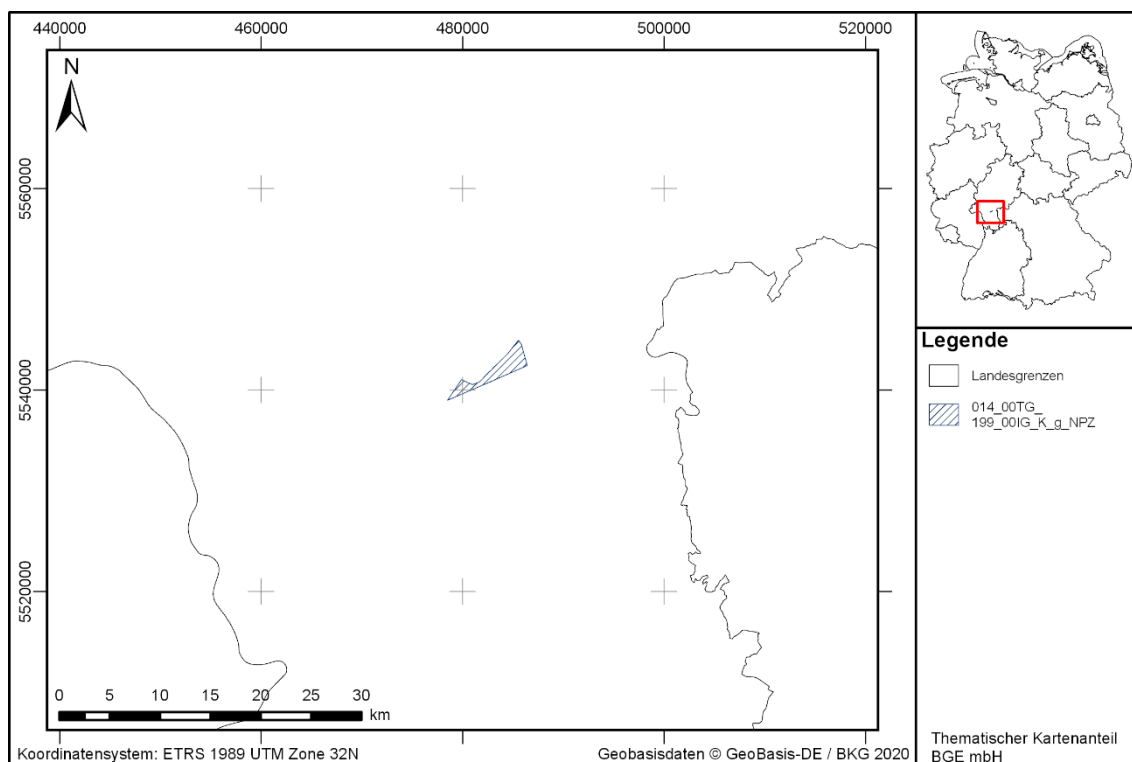 440000 460000 480000 500000 520000
N
5560000
5540000
5520000
0 5 10 15 20 25 30
km
Koordinatensystem: ETRS 1989 UTM Zone 32N
Geobasisdaten © GeoBasis-DE / BKG 2020
Legende
Landesgrenzen
014_00TG_
199_00IG_K_g_NPZ
Thematischer Kartenanteil
BGE mbH